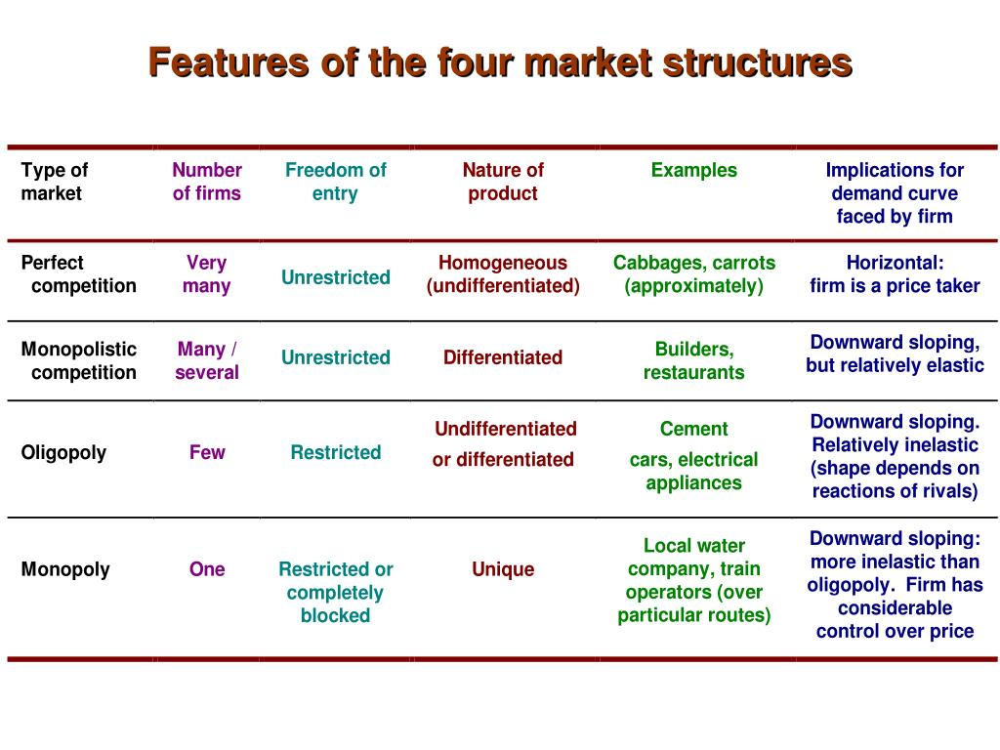 Features of the four market structures
Type of
market
Number
of firms
Freedom of
entry
Nature of
product
Examples
Implications for
demand curve
faced by firm
Perfect
competition
Very
many
Unrestricted
Homogeneous
(undifferentiated)
Cabbages, carrots
(approximately)
Horizontal:
firm is a price taker
Monopolistic
competition
Many /
several
Unrestricted
Differentiated
Builders,
restaurants
Downward sloping,
but relatively elastic
Oligopoly
Few
Restricted
Undifferentiated
or differentiated
Cement
cars, electrical
appliances
Downward sloping.
Relatively inelastic
(shape depends on
reactions of rivals)
Monopoly
One
Restricted or
completely
blocked
Unique
Local water
company, train
operators (over
particular routes)
Downward sloping:
more inelastic than
oligopoly. Firm has
considerable
control over price